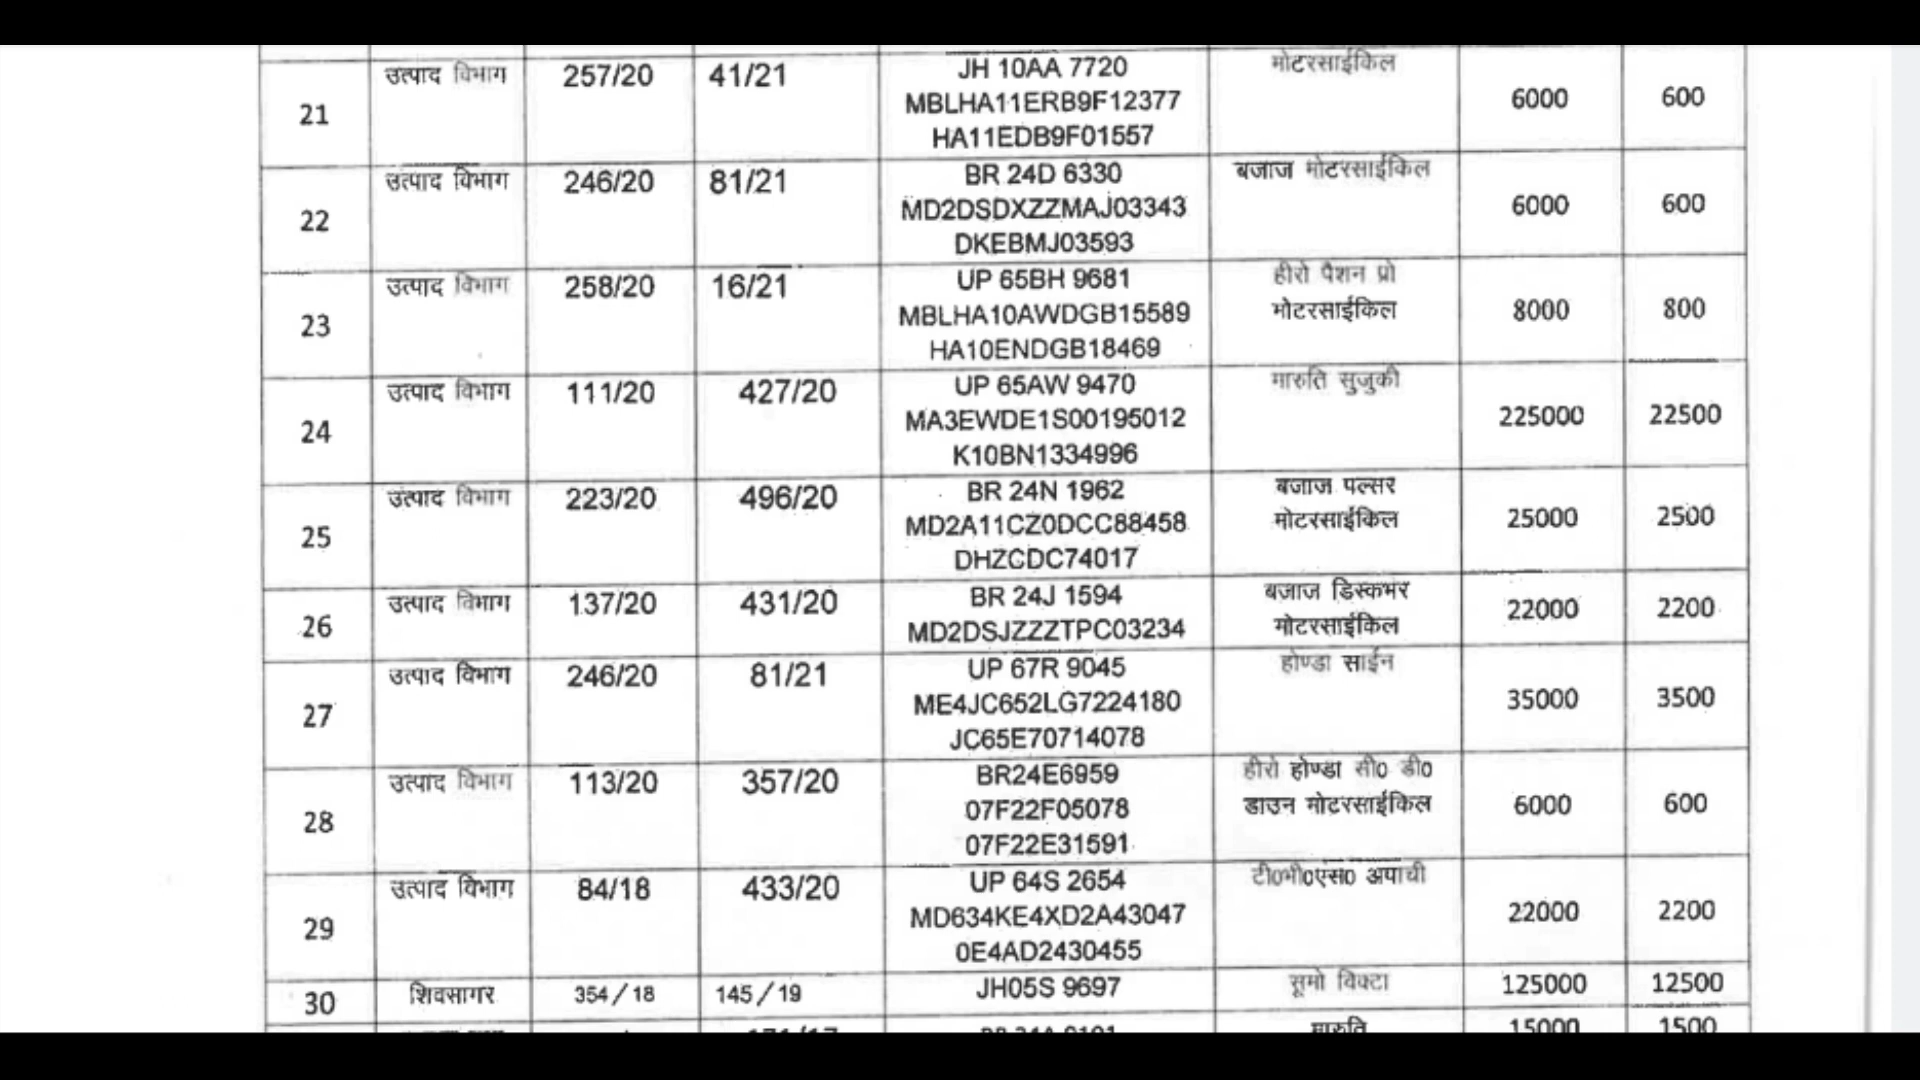 21 उत्पाद विभाग 257/20 41/21 JH 10AA 7720 मोटरसाईकिल 6000 600
MBLHA11ERB9F12377
HA11EDB9F01557
22 उत्पाद विभाग 246/20 81/21 BR 24D 6330 बजाज मोटरसाईकिल 6000 600
MD2DSDXZZMAJ03343
DKEBMJ03593
23 उत्पाद विभाग 258/20 16/21 UP 65BH 9681 हीरो पैशन प्रो 8000 800
MBLHA10AWDGB15589 मोटरसाईकिल
HA10ENDGB18469
24 उत्पाद विभाग 111/20 427/20 UP 65AW 9470 मारुति सुजुकी 225000 22500
MA3EWDE1S00195012
K10BN1334996
25 उत्पाद विभाग 223/20 496/20 BR 24N 1962 बजाज पल्सर 25000 2500
MD2A11CZ0DCC88458 मोटरसाईकिल
DHZCDC74017
26 उत्पाद विभाग 137/20 431/20 BR 24J 1594 बजाज डिस्कभर 22000 2200
MD2DSJZZZTPC03234 मोटरसाईकिल
27 उत्पाद विभाग 246/20 81/21 UP 67R 9045 होण्डा साईन 35000 3500
ME4JC652LG7224180
JC65E70714078
28 उत्पाद विभाग 113/20 357/20 BR24E6959 हीरो होण्डा सी0 डी0 6000 600
07F22F05078 डाउन मोटरसाईकिल
07F22E31591
29 उत्पाद विभाग 84/18 433/20 UP 64S 2654 टी0भी0एस0 अपाची 22000 2200
MD634KE4XD2A43047
0E4AD2430455
30 शिवसागर 354/18 145/19 JH05S 9697 सूमो विक्टा 125000 12500
मारुति 15000 1500